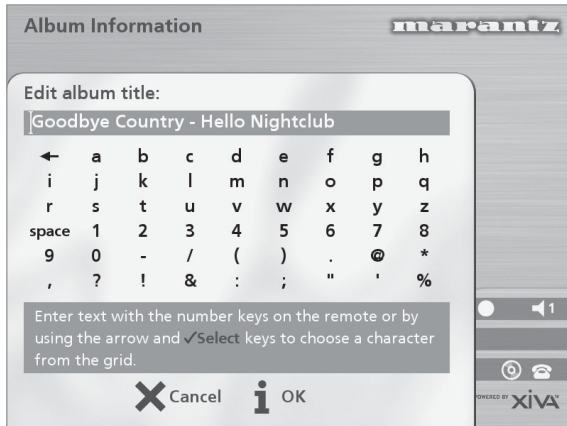 Album Information
marantz
Edit album title:
Goodbye Country - Hello Nightclub
← a b c d e f g h
i j k l m n o p q
r s t u v w x y z
space 1 2 3 4 5 6 7 8
9 0 - / ( ) . @ *
, ? ! & : ; " ' %
Enter text with the number keys on the remote or by
using the arrow and ✓Select keys to choose a character
from the grid.
1
Cancel i OK
POWERED BY XiVA™